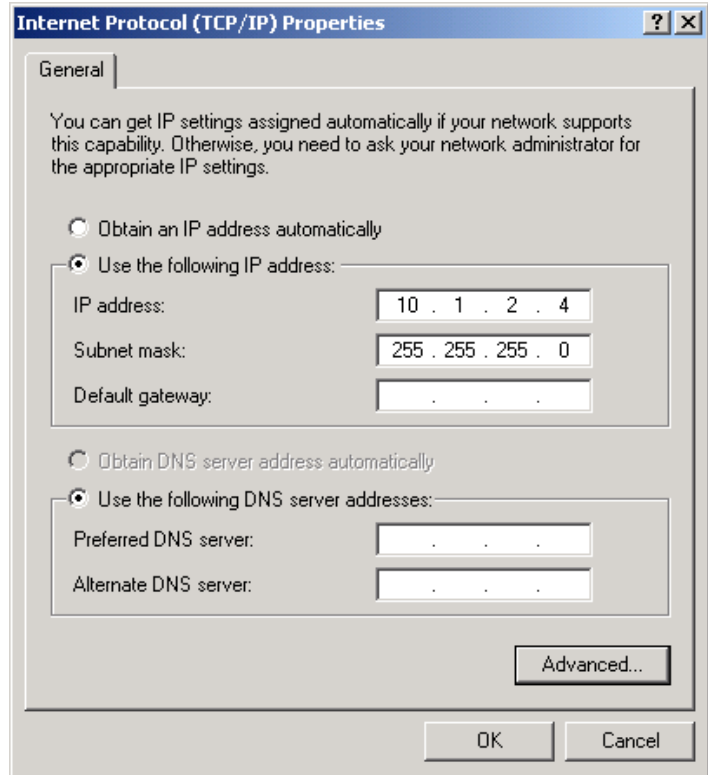 Internet Protocol (TCP/IP) Properties
General
You can get IP settings assigned automatically if your network supports
this capability. Otherwise, you need to ask your network administrator for
the appropriate IP settings.
Obtain an IP address automatically
Use the following IP address:
IP address: 10 . 1 . 2 . 4
Subnet mask: 255 . 255 . 255 . 0
Default gateway: . . .
Obtain DNS server address automatically
Use the following DNS server addresses:
Preferred DNS server: . . .
Alternate DNS server: . . .
Advanced...
OK Cancel